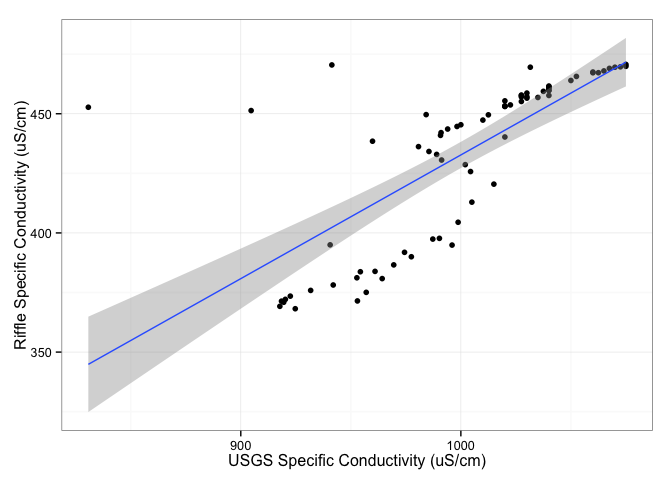 Riffle Specific Conductivity (uS/cm)
450
400
350
900 1000
USGS Specific Conductivity (uS/cm)